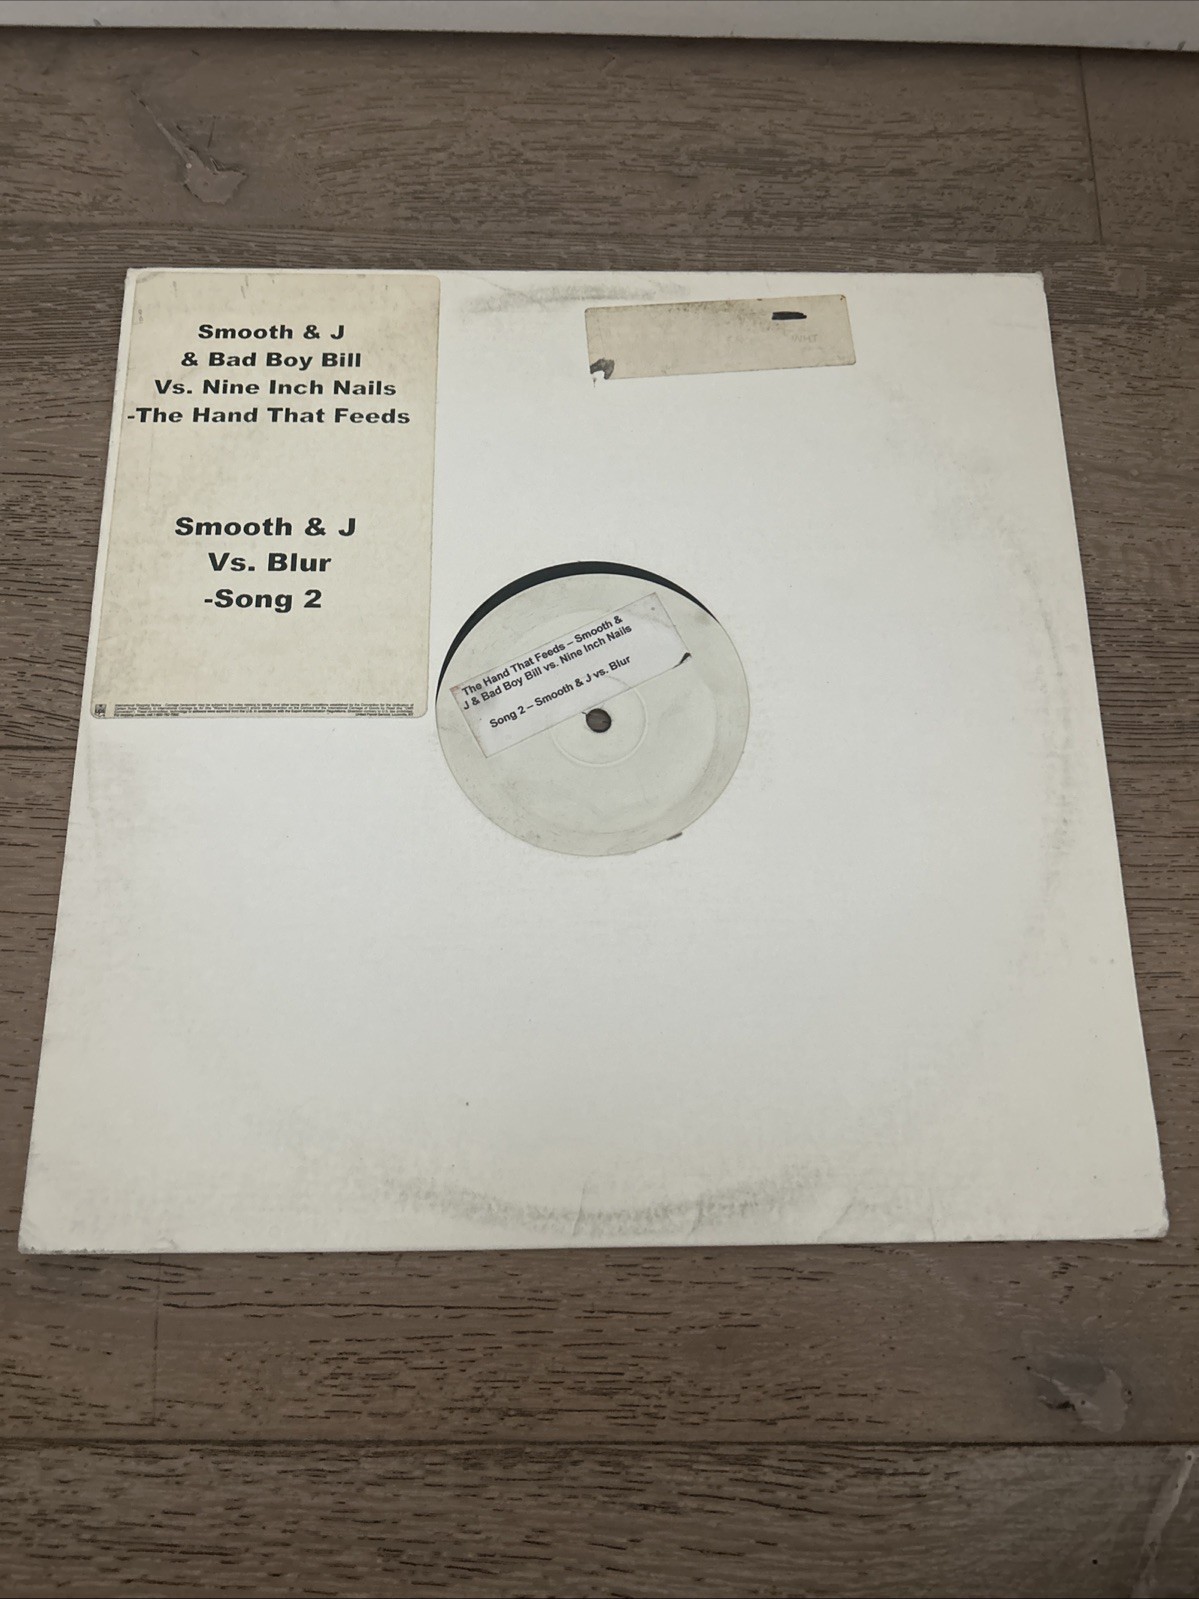 Smooth & J
& Bad Boy Bill
Vs. Nine Inch Nails
-The Hand That Feeds
Smooth & J
Vs. Blur
-Song 2
The Hand That Feeds – Smooth &
J & Bad Boy Bill vs. Nine Inch Nails
Song 2 – Smooth & J vs. Blur